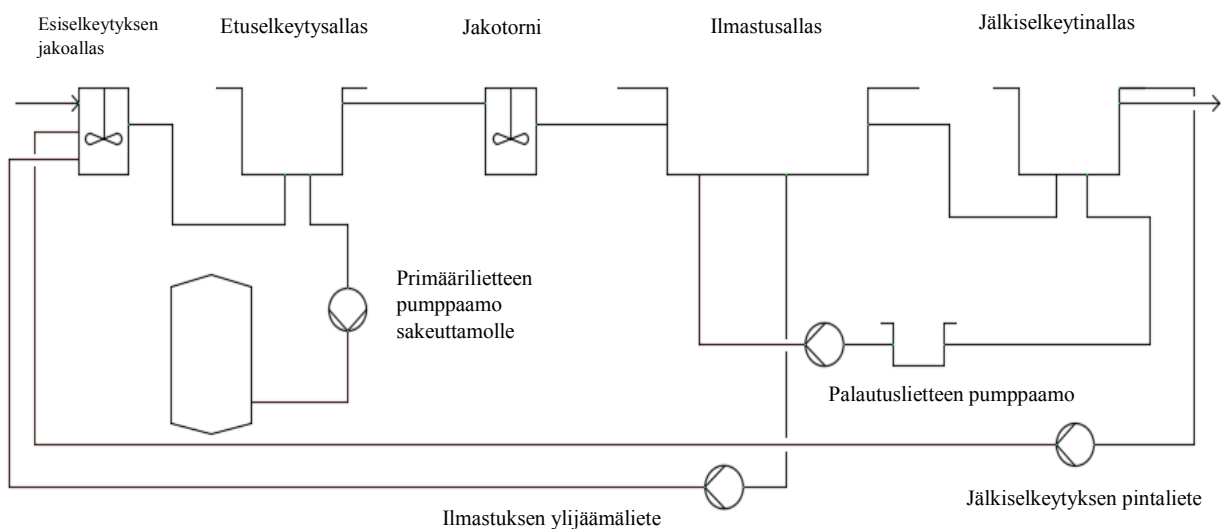 Esiselkeytyksen
jakoallas
Etuselkeytysallas
Jakotorni
Ilmastusallas
Jälkiselkeytinallas
Primäärilietteen
pumppaamo
sakeuttamolle
Palautuslietteen pumppaamo
Jälkiselkeytyksen pintaliete
Ilmastuksen ylijäämäliete